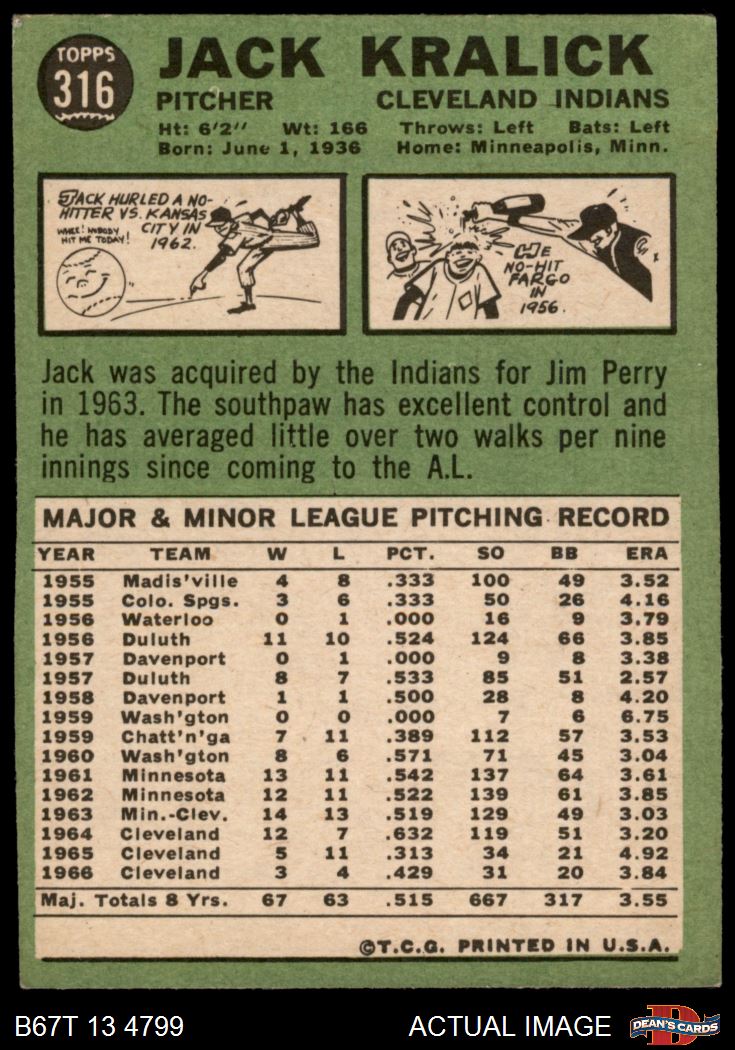 TOPPS
316
JACK KRALICK
PITCHER CLEVELAND INDIANS
Ht: 6'2" Wt: 166 Throws: Left Bats: Left
Born: June 1, 1936 Home: Minneapolis, Minn.
JACK HURLED A NO-
HITTER VS. KANSAS
CITY IN
1962.
WHEE! NOBODY
HIT ME TODAY!
HE
NO-HIT
FARGO
IN
1956.
Jack was acquired by the Indians for Jim Perry
in 1963. The southpaw has excellent control and
he has averaged little over two walks per nine
innings since coming to the A.L.
MAJOR & MINOR LEAGUE PITCHING RECORD
YEAR TEAM W L PCT. SO BB ERA
1955 Madis'ville 4 8 .333 100 49 3.52
1955 Colo. Spgs. 3 6 .333 50 26 4.16
1956 Waterloo 0 1 .000 16 9 3.79
1956 Duluth 11 10 .524 124 66 3.85
1957 Davenport 0 1 .000 9 8 3.38
1957 Duluth 8 7 .533 85 51 2.57
1958 Davenport 1 1 .500 28 8 4.20
1959 Wash'gton 0 0 .000 7 6 6.75
1959 Chatt'n'ga 7 11 .389 112 57 3.53
1960 Wash'gton 8 6 .571 71 45 3.04
1961 Minnesota 13 11 .542 137 64 3.61
1962 Minnesota 12 11 .522 139 61 3.85
1963 Min.-Clev. 14 13 .519 129 49 3.03
1964 Cleveland 12 7 .632 119 51 3.20
1965 Cleveland 5 11 .313 34 21 4.92
1966 Cleveland 3 4 .429 31 20 3.84
Maj. Totals 8 Yrs. 67 63 .515 667 317 3.55
©T.C.G. PRINTED IN U.S.A.
B67T 13 4799 ACTUAL IMAGE DEAN'S CARDS